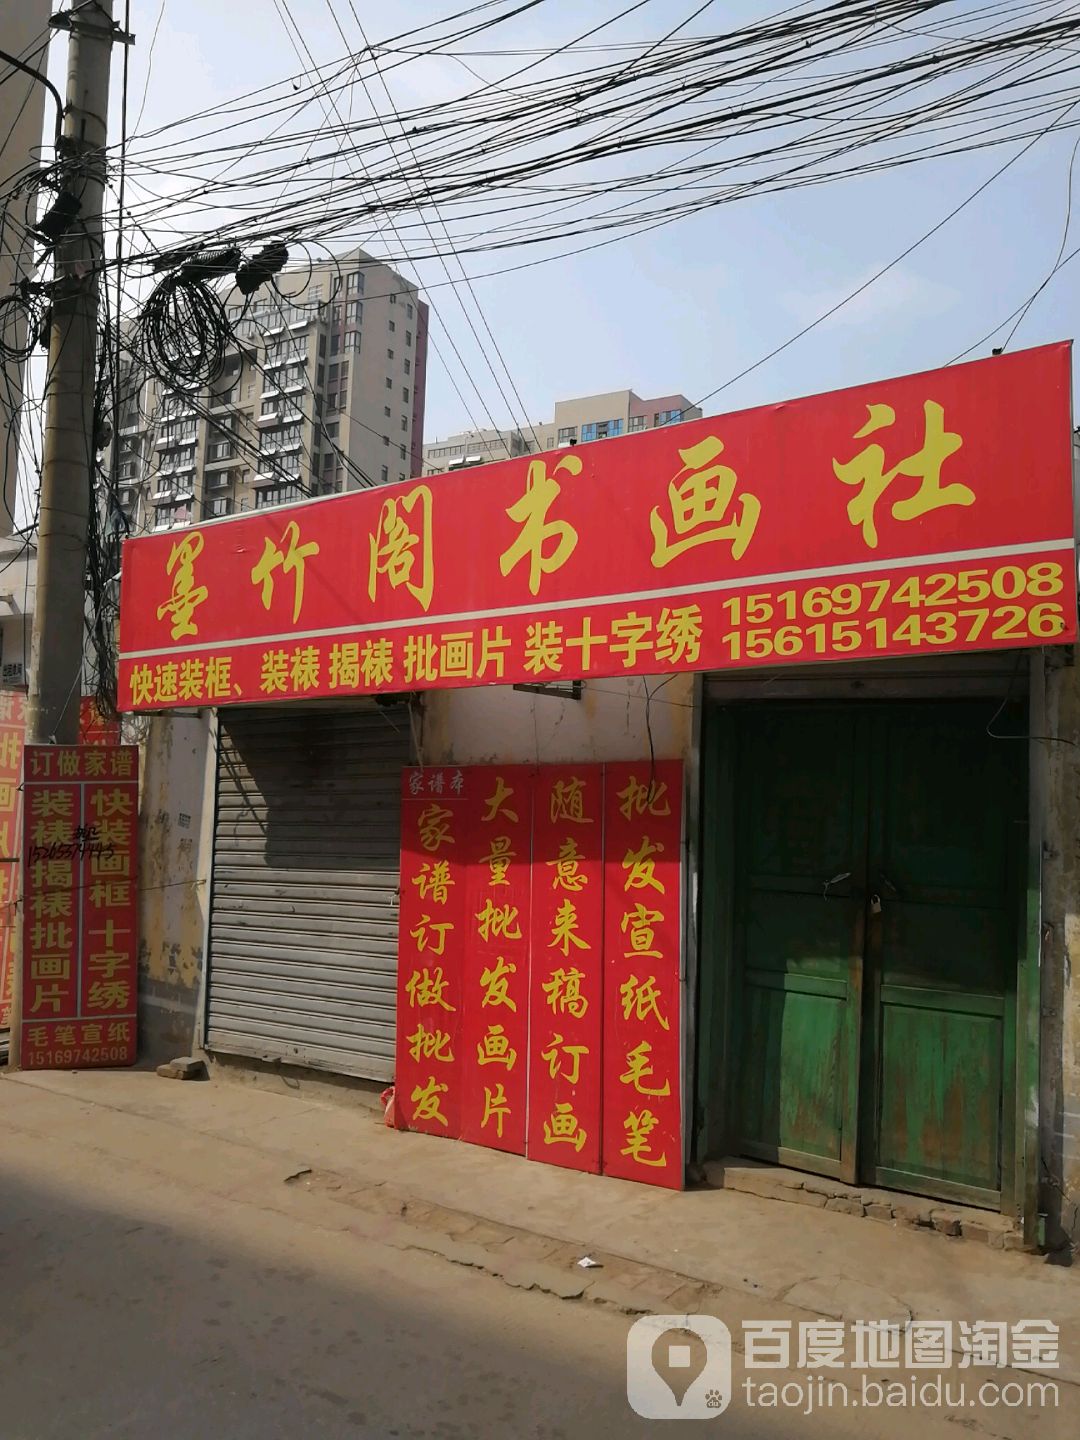 墨竹阁书画社
快速装框、装裱 揭裱 批画片 装十字绣
15169742508
15615143726
订做家谱
快装画框十字绣
装裱揭裱批画片
毛笔宣纸
15169742508
家谱本
家谱订做批发
大量批发画片
随意来稿订画
批发宣纸毛笔
百度地图淘金
taojin.baidu.com